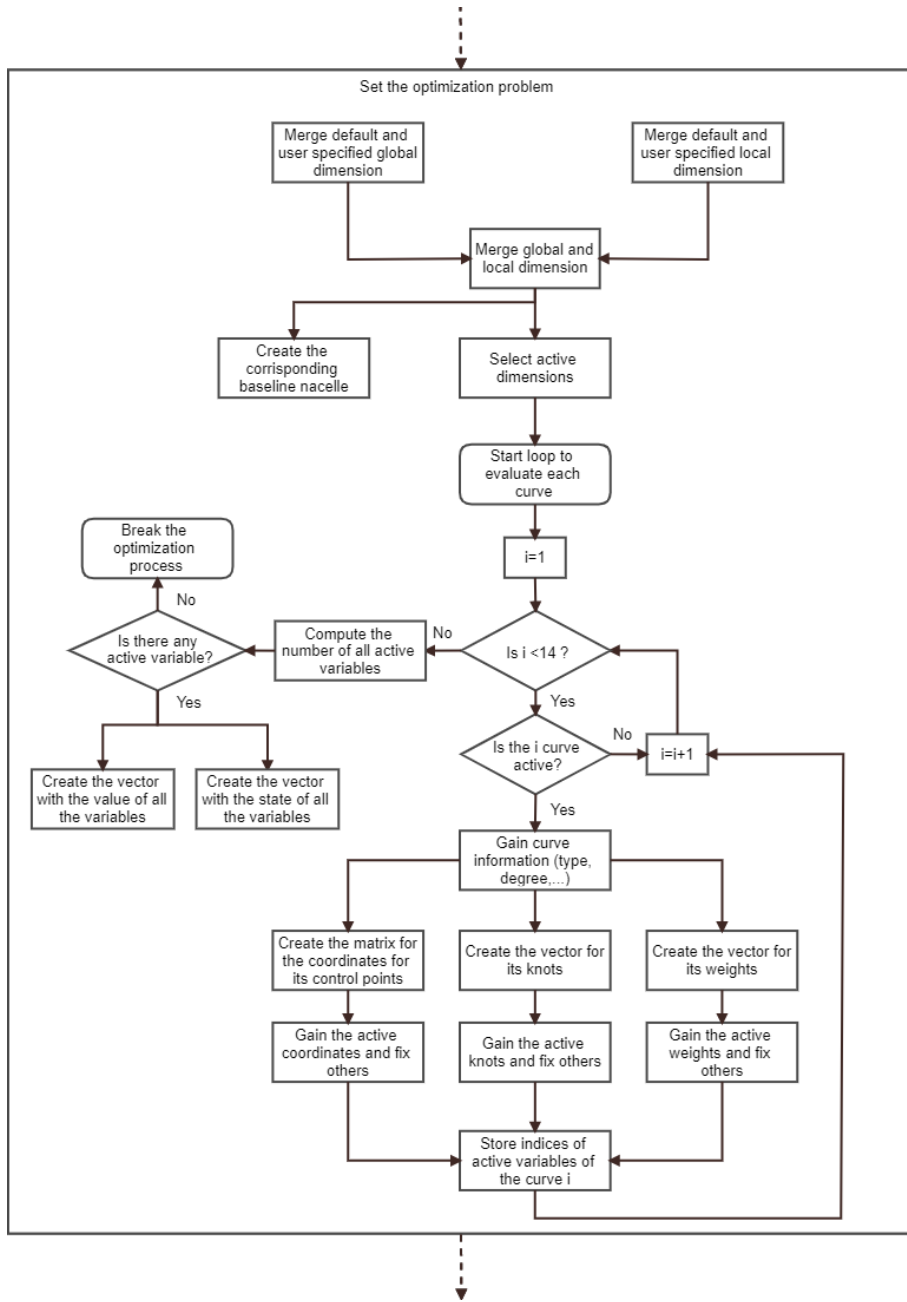 Set the optimization problem
Merge default and
user specified global
dimension
Merge default and
user specified local
dimension
Merge global and
local dimension
Create the
corrisponding
baseline nacelle
Select active
dimensions
Start loop to
evaluate each
curve
Break the
optimization
process
i=1
No
Is there any
active variable?
Compute the
number of all active
variables
No
Is i <14 ?
Yes
Yes
Is the i curve
active?
No
i=i+1
Create the vector
with the value of all
the variables
Create the vector
with the state of all
the variables
Yes
Gain curve
information (type,
degree,...)
Create the matrix for
the coordinates for
its control points
Create the vector for
its knots
Create the vector for
its weights
Gain the active
coordinates and fix
others
Gain the active
knots and fix others
Gain the active
weights and fix
others
Store indices of
active variables of
the curve i